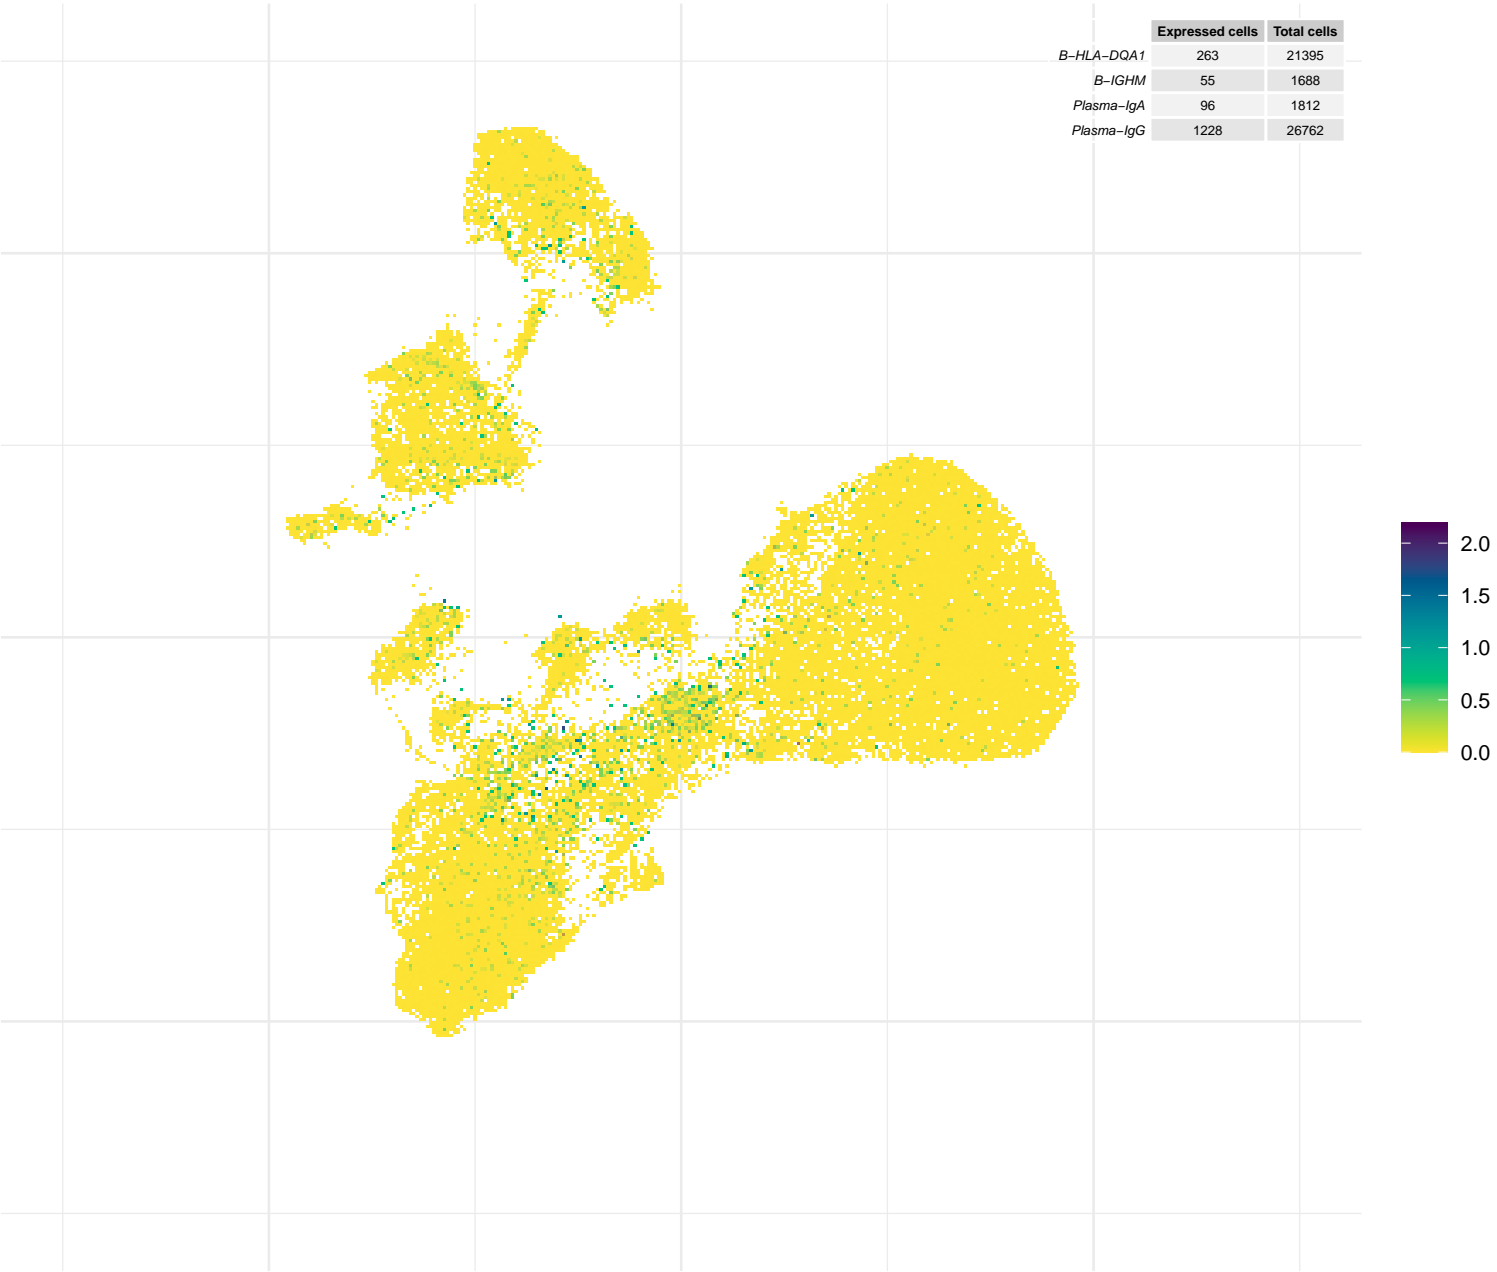 Expressed cells Total cells
B−HLA−DQA1 263 21395
B−IGHM 55 1688
Plasma−IgA 96 1812
Plasma−IgG 1228 26762
2.0
1.5
1.0
0.5
0.0